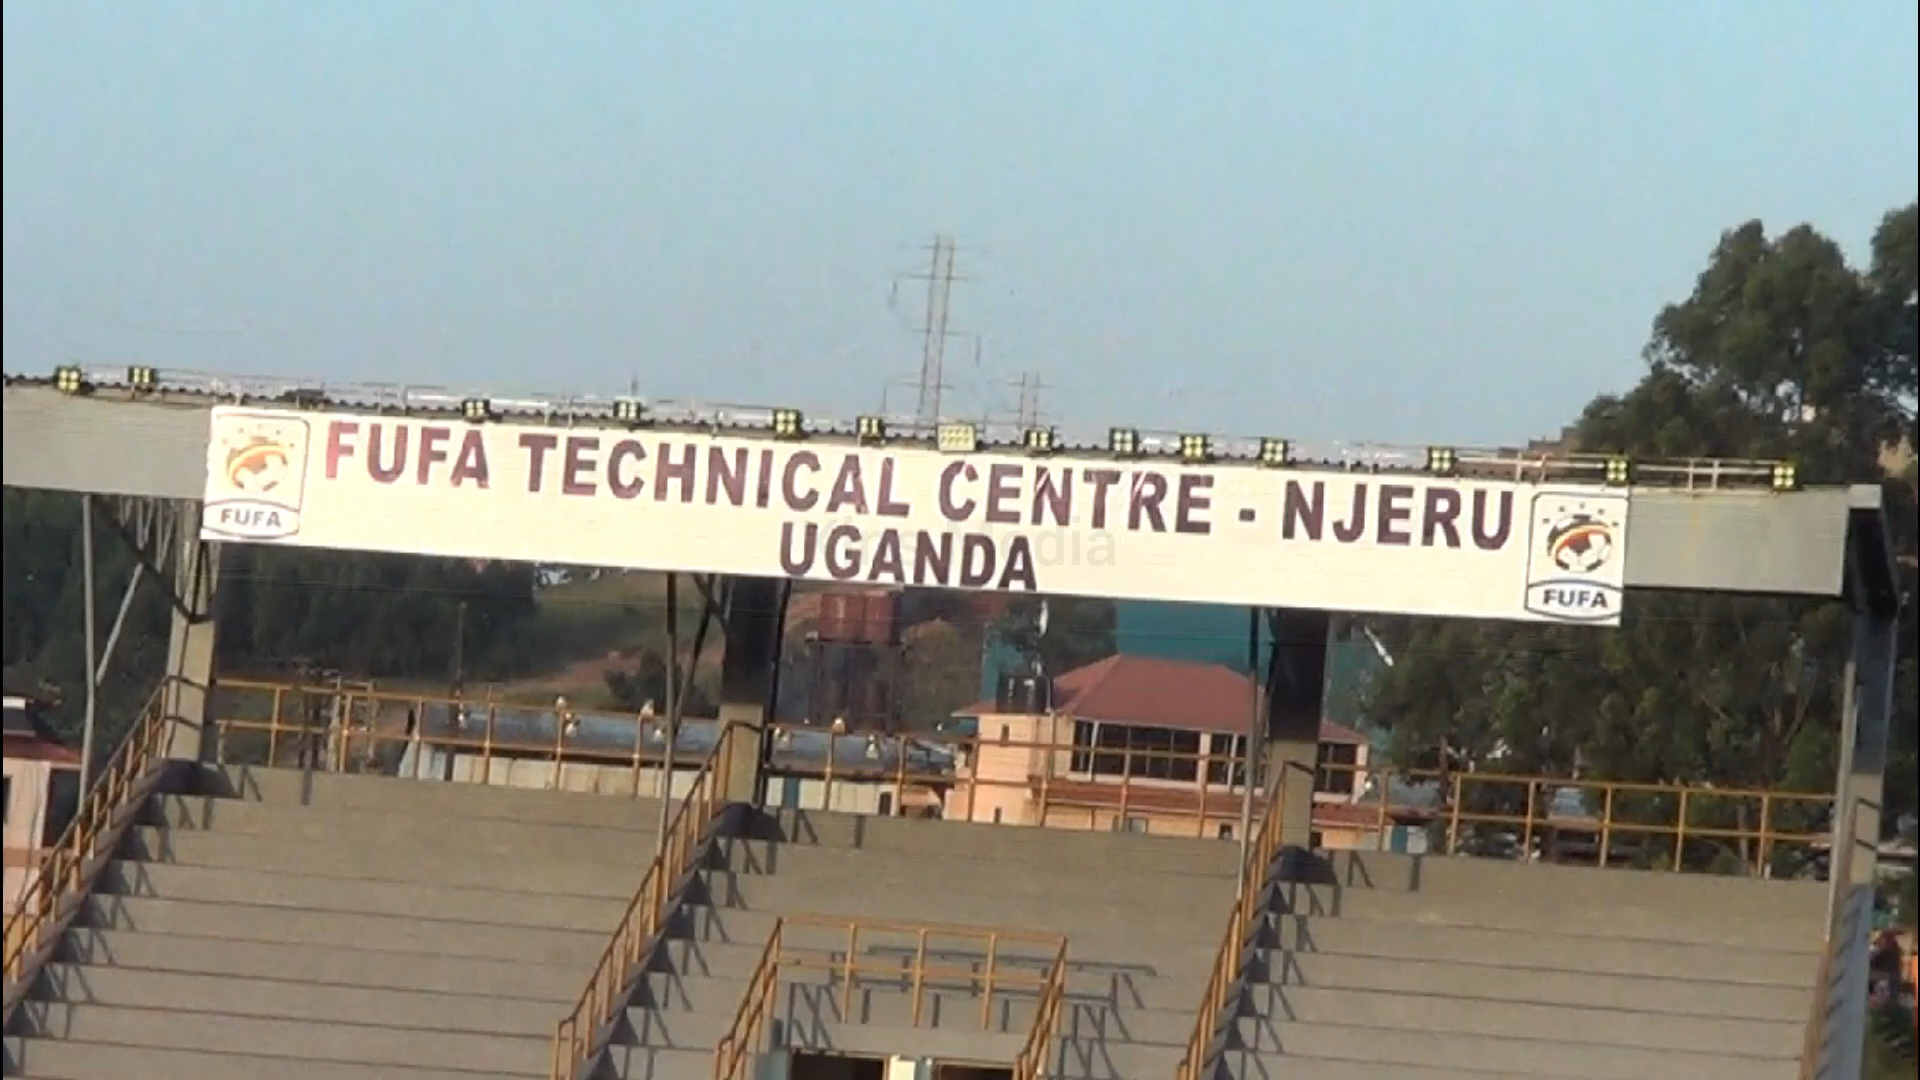 FUFA TECHNICAL CENTRE - NJERU
UGANDA
FUFA
FUFA